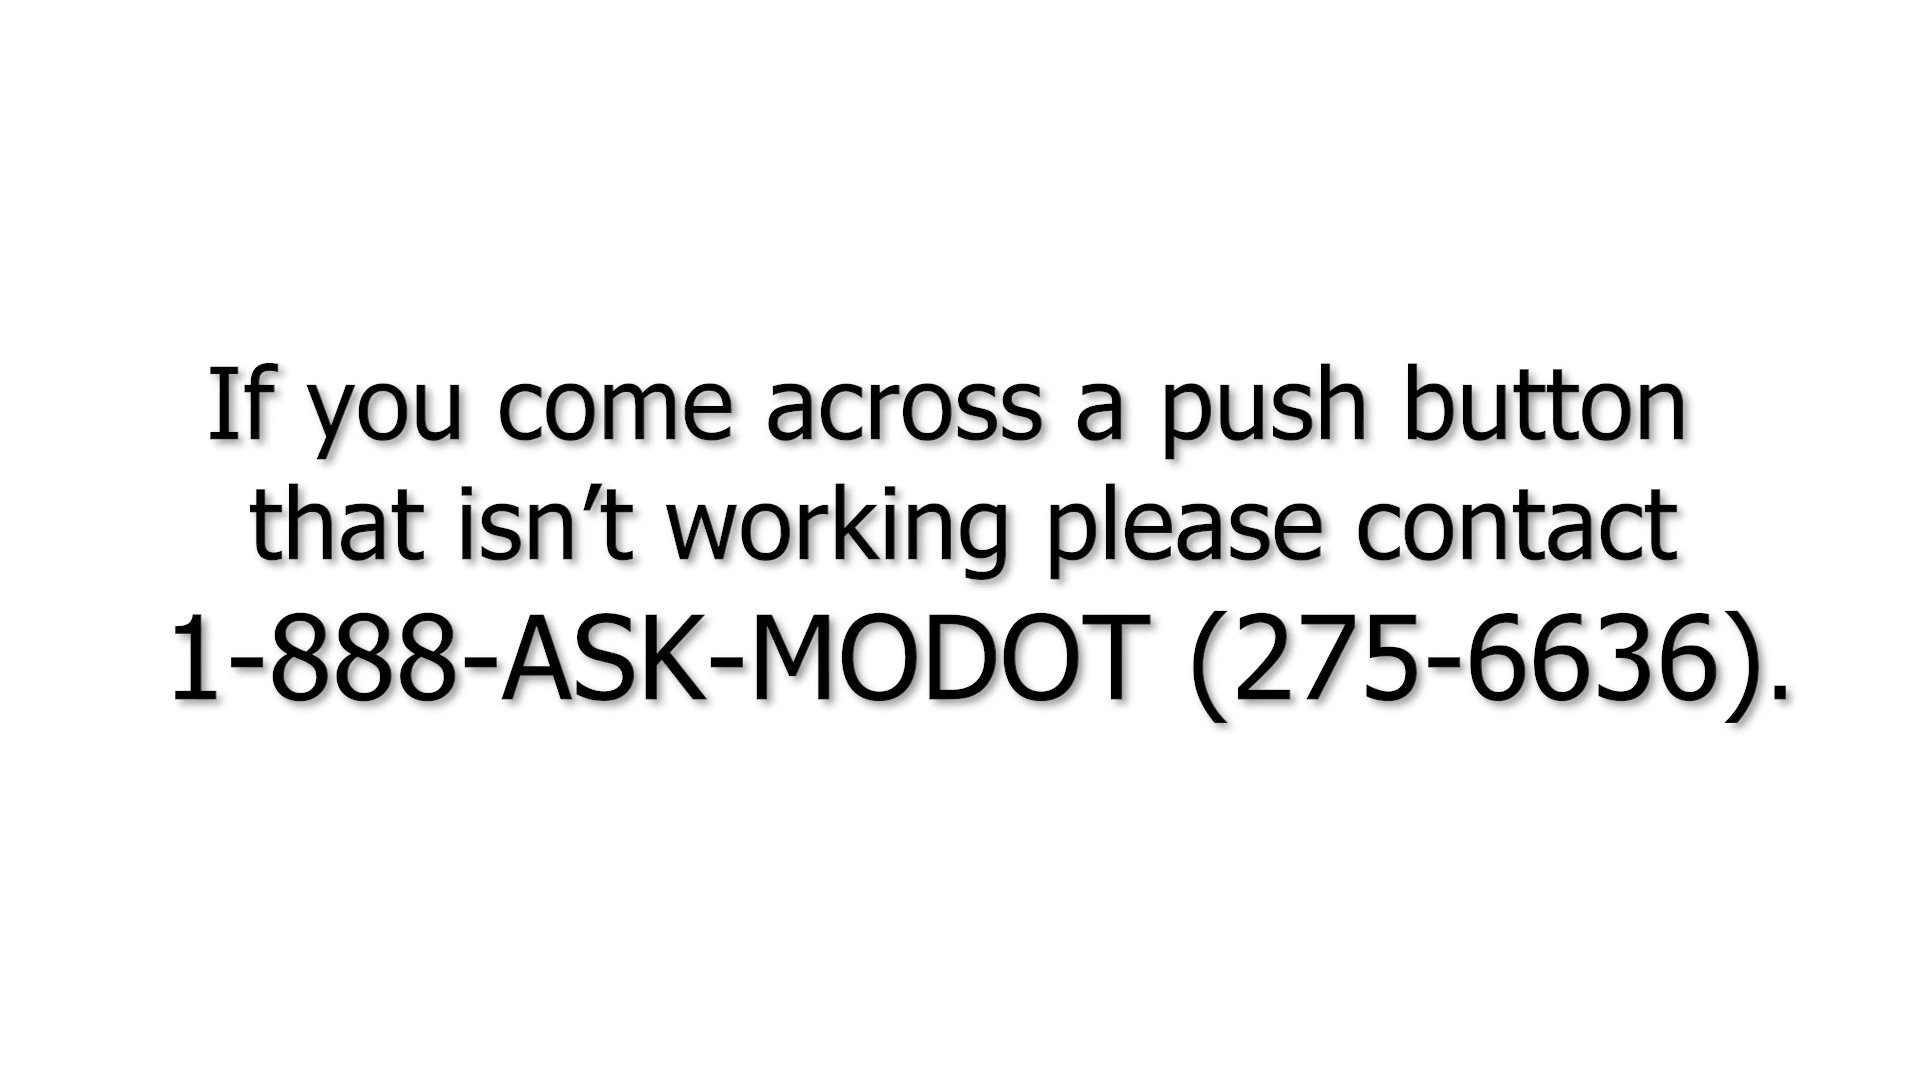 If you come across a push button
that isn’t working please contact
1-888-ASK-MODOT (275-6636).